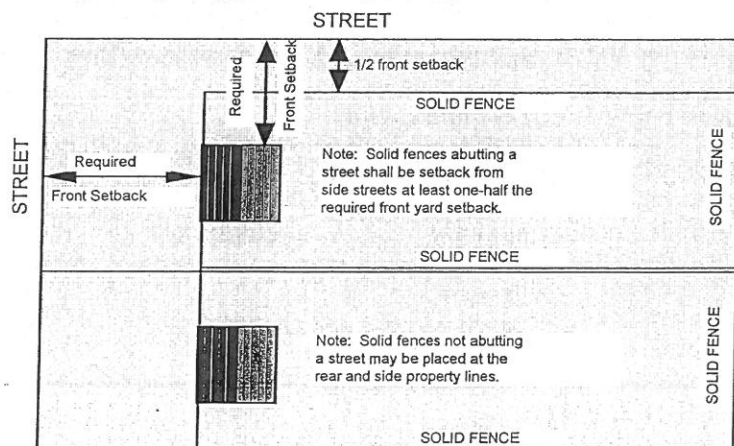 STREET
STREET
Required
Front Setback
1/2 front setback
SOLID FENCE
Required
Front Setback
Note: Solid fences abutting a
street shall be setback from
side streets at least one-half the
required front yard setback.
SOLID FENCE
SOLID FENCE
Note: Solid fences not abutting
a street may be placed at the
rear and side property lines.
SOLID FENCE
SOLID FENCE